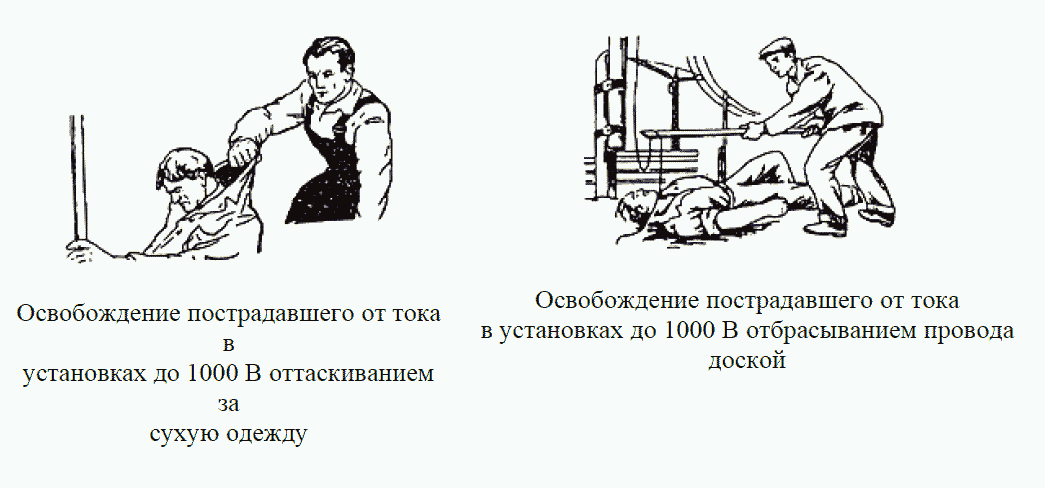 Освобождение пострадавшего от тока
в
установках до 1000 В оттаскиванием
за
сухую одежду
Освобождение пострадавшего от тока
в установках до 1000 В отбрасыванием провода
доской